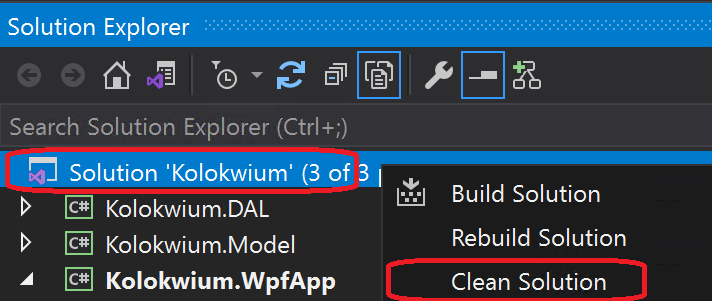 Solution Explorer
Search Solution Explorer (Ctrl+;)
Solution 'Kolokwium' (3 of 3
Build Solution
C# Kolokwium.DAL
Rebuild Solution
C# Kolokwium.Model
Clean Solution
C# Kolokwium.WpfApp